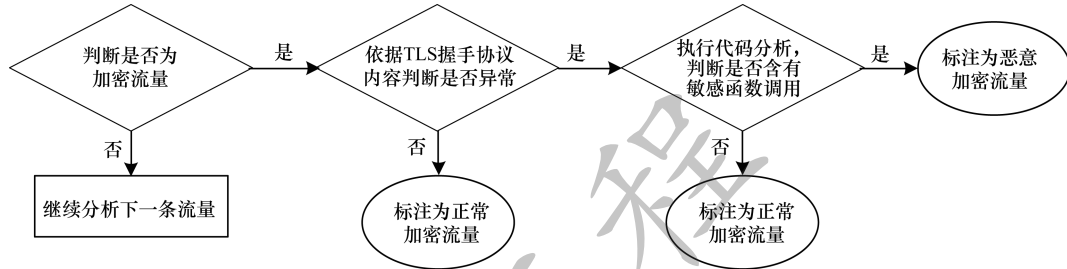 判断是否为
加密流量
是
依据TLS握手协议
内容判断是否异常
是
执行代码分析，
判断是否含有
敏感函数调用
是
标注为恶意
加密流量
否
继续分析下一条流量
否
标注为正常
加密流量
否
标注为正常
加密流量
程